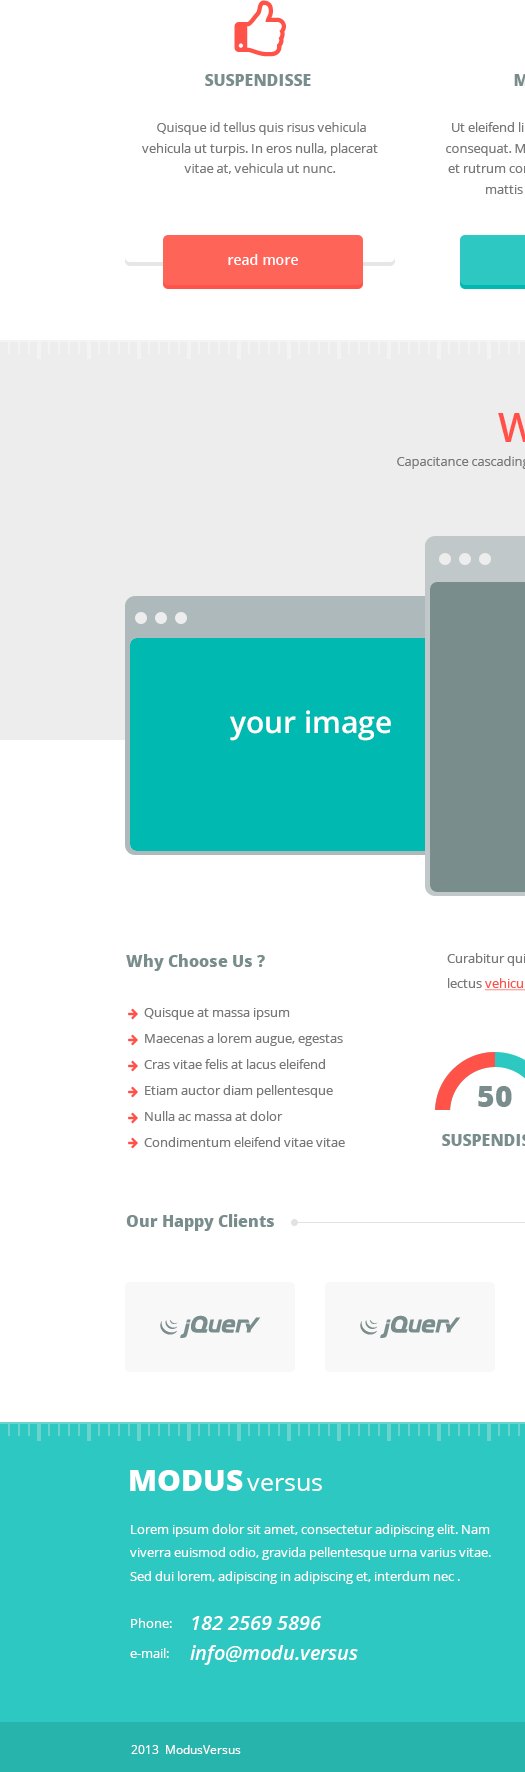 SUSPENDISSE
Quisque id tellus quis risus vehicula
vehicula ut turpis. In eros nulla, placerat
vitae at, vehicula ut nunc.
read more
M
Ut eleifend li
consequat. M
et rutrum con
mattis
W
Capacitance cascading
your image
Why Choose Us ?
Quisque at massa ipsum
Maecenas a lorem augue, egestas
Cras vitae felis at lacus eleifend
Etiam auctor diam pellentesque
Nulla ac massa at dolor
Condimentum eleifend vitae vitae
Curabitur qui
lectus vehicu
50
SUSPENDIS
Our Happy Clients
jQuery
jQuery
MODUS versus
Lorem ipsum dolor sit amet, consectetur adipiscing elit. Nam
viverra euismod odio, gravida pellentesque urna varius vitae.
Sed dui lorem, adipiscing in adipiscing et, interdum nec .
Phone: 182 2569 5896
e-mail: info@modu.versus
2013 ModusVersus